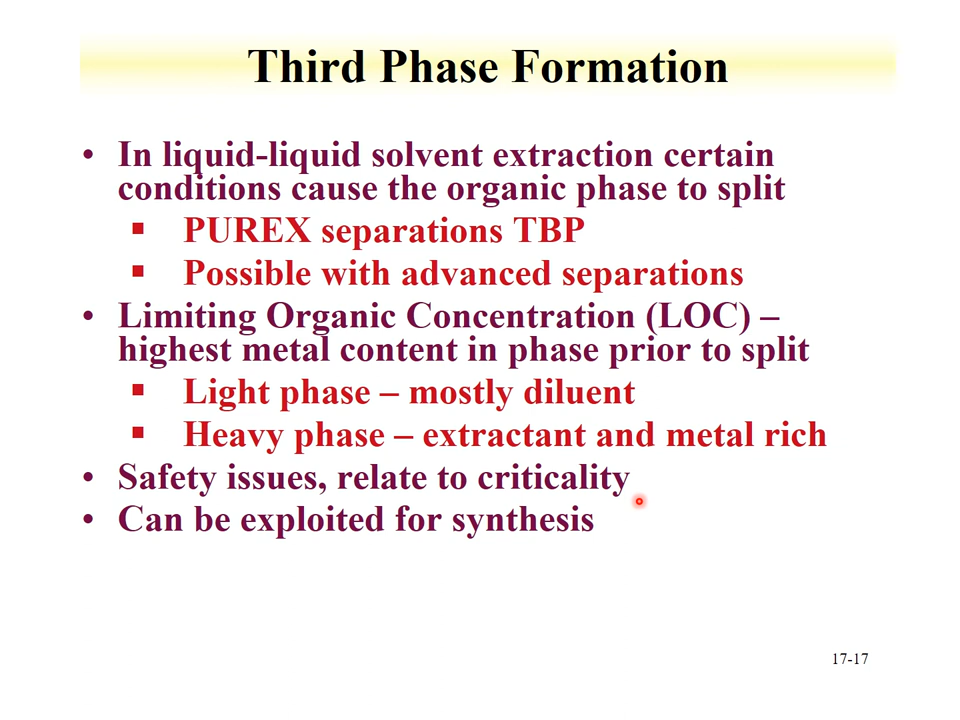 Third Phase Formation
• In liquid-liquid solvent extraction certain
conditions cause the organic phase to split
▪ PUREX separations TBP
▪ Possible with advanced separations
• Limiting Organic Concentration (LOC) –
highest metal content in phase prior to split
▪ Light phase – mostly diluent
▪ Heavy phase – extractant and metal rich
• Safety issues, relate to criticality
• Can be exploited for synthesis
17-17